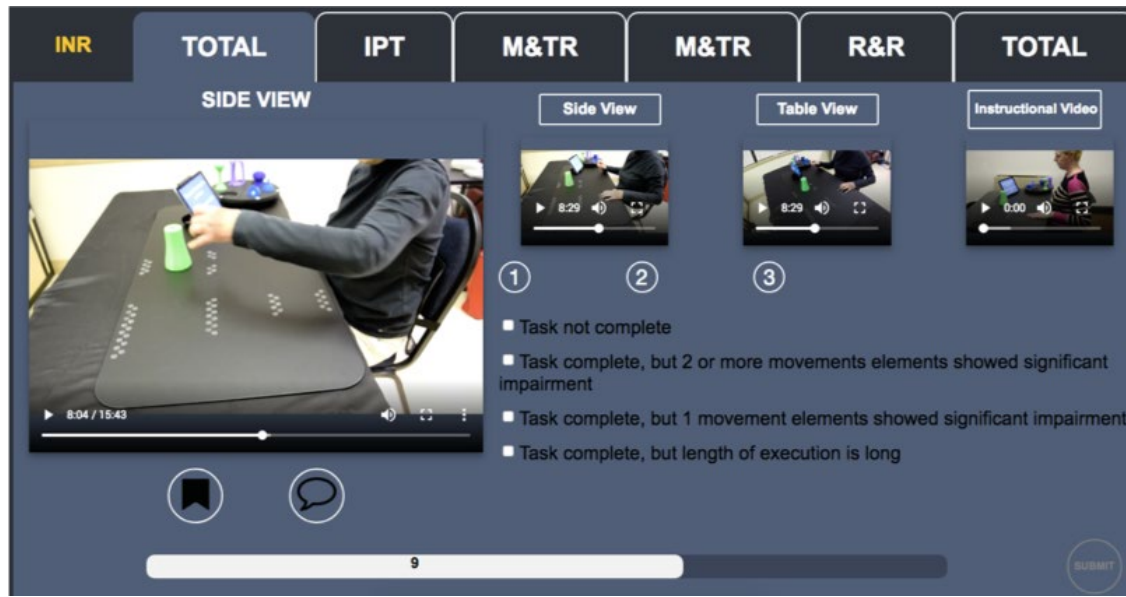 INR TOTAL IPT M&TR M&TR R&R TOTAL
SIDE VIEW
Side View Table View Instructional Video
8:29 8:29 0:00
1 2 3
Task not complete
Task complete, but 2 or more movements elements showed significant
impairment
Task complete, but 1 movement elements showed significant impairment
Task complete, but length of execution is long
8:04 / 15:43
9
SUBMIT